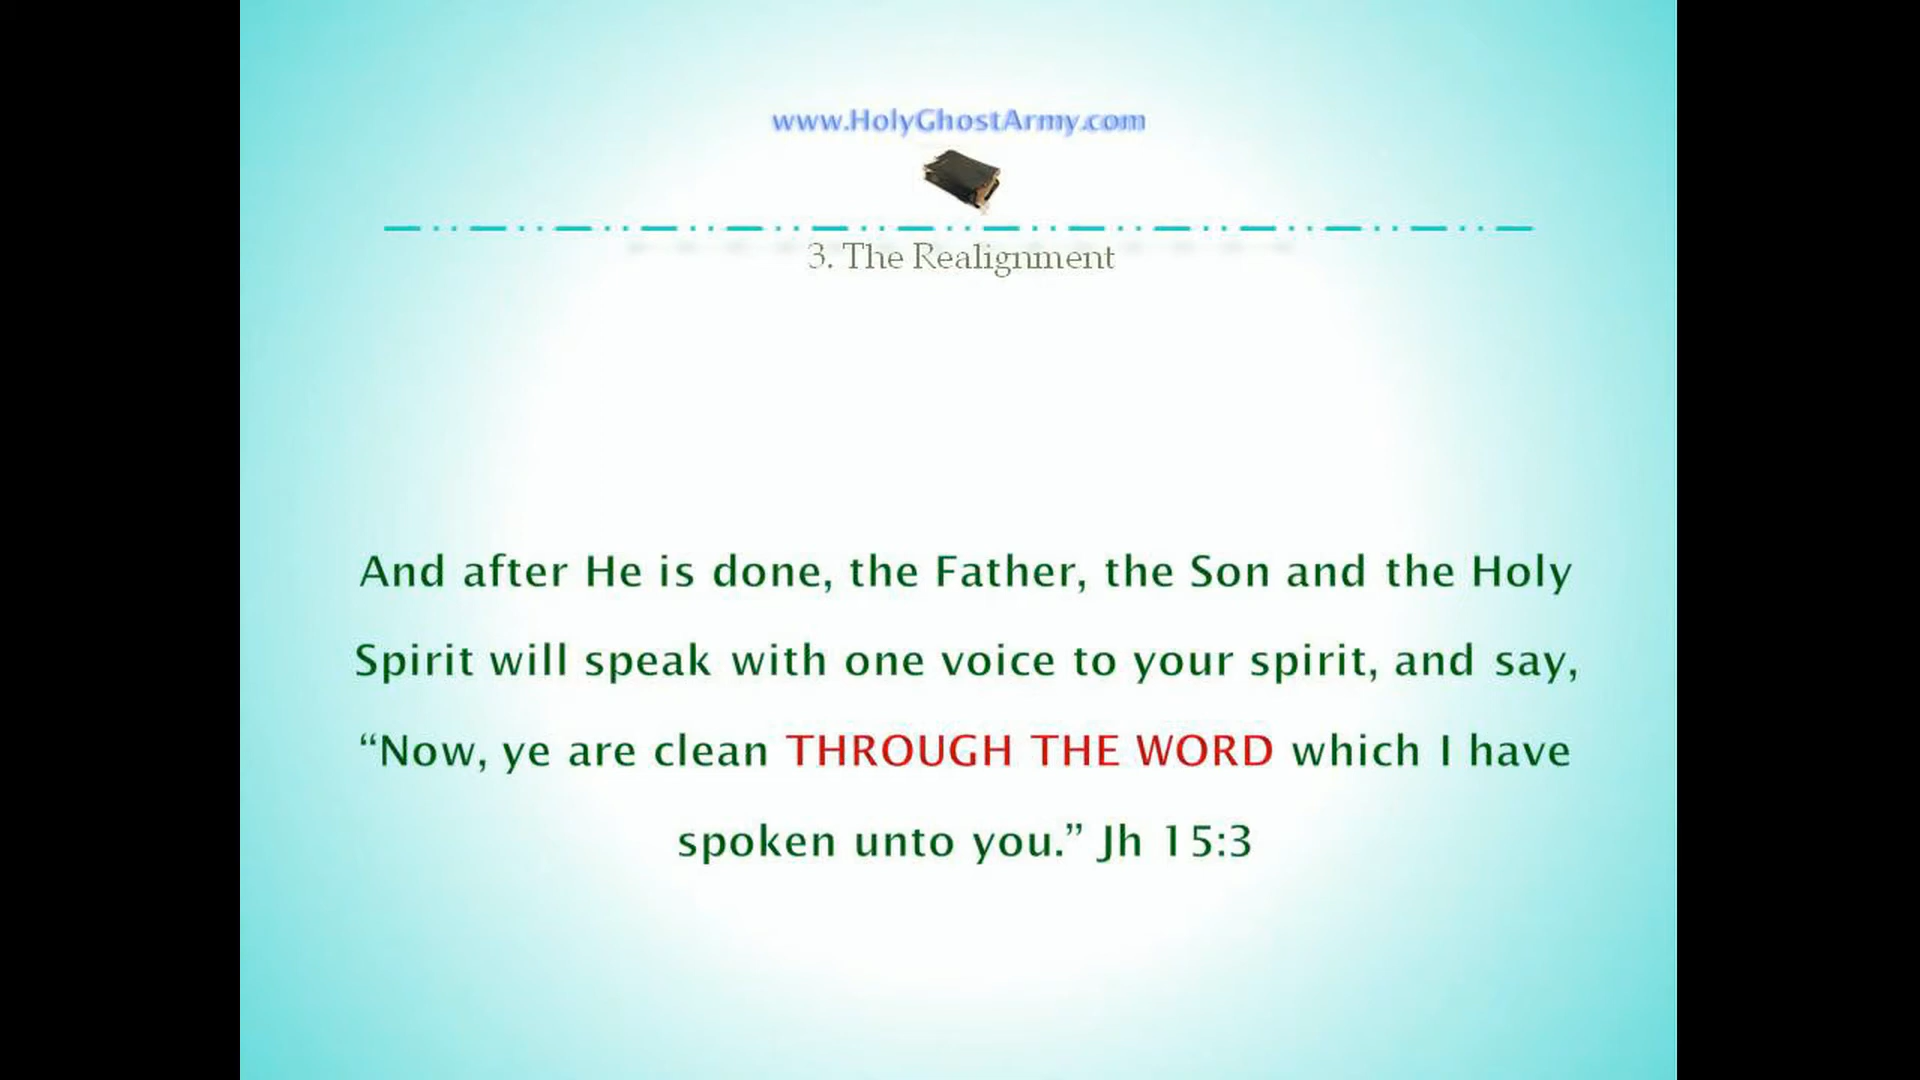 www.HolyGhostArmy.com
3. The Realignment
And after He is done, the Father, the Son and the Holy
Spirit will speak with one voice to your spirit, and say,
“Now, ye are clean THROUGH THE WORD which I have
spoken unto you.” Jh 15:3